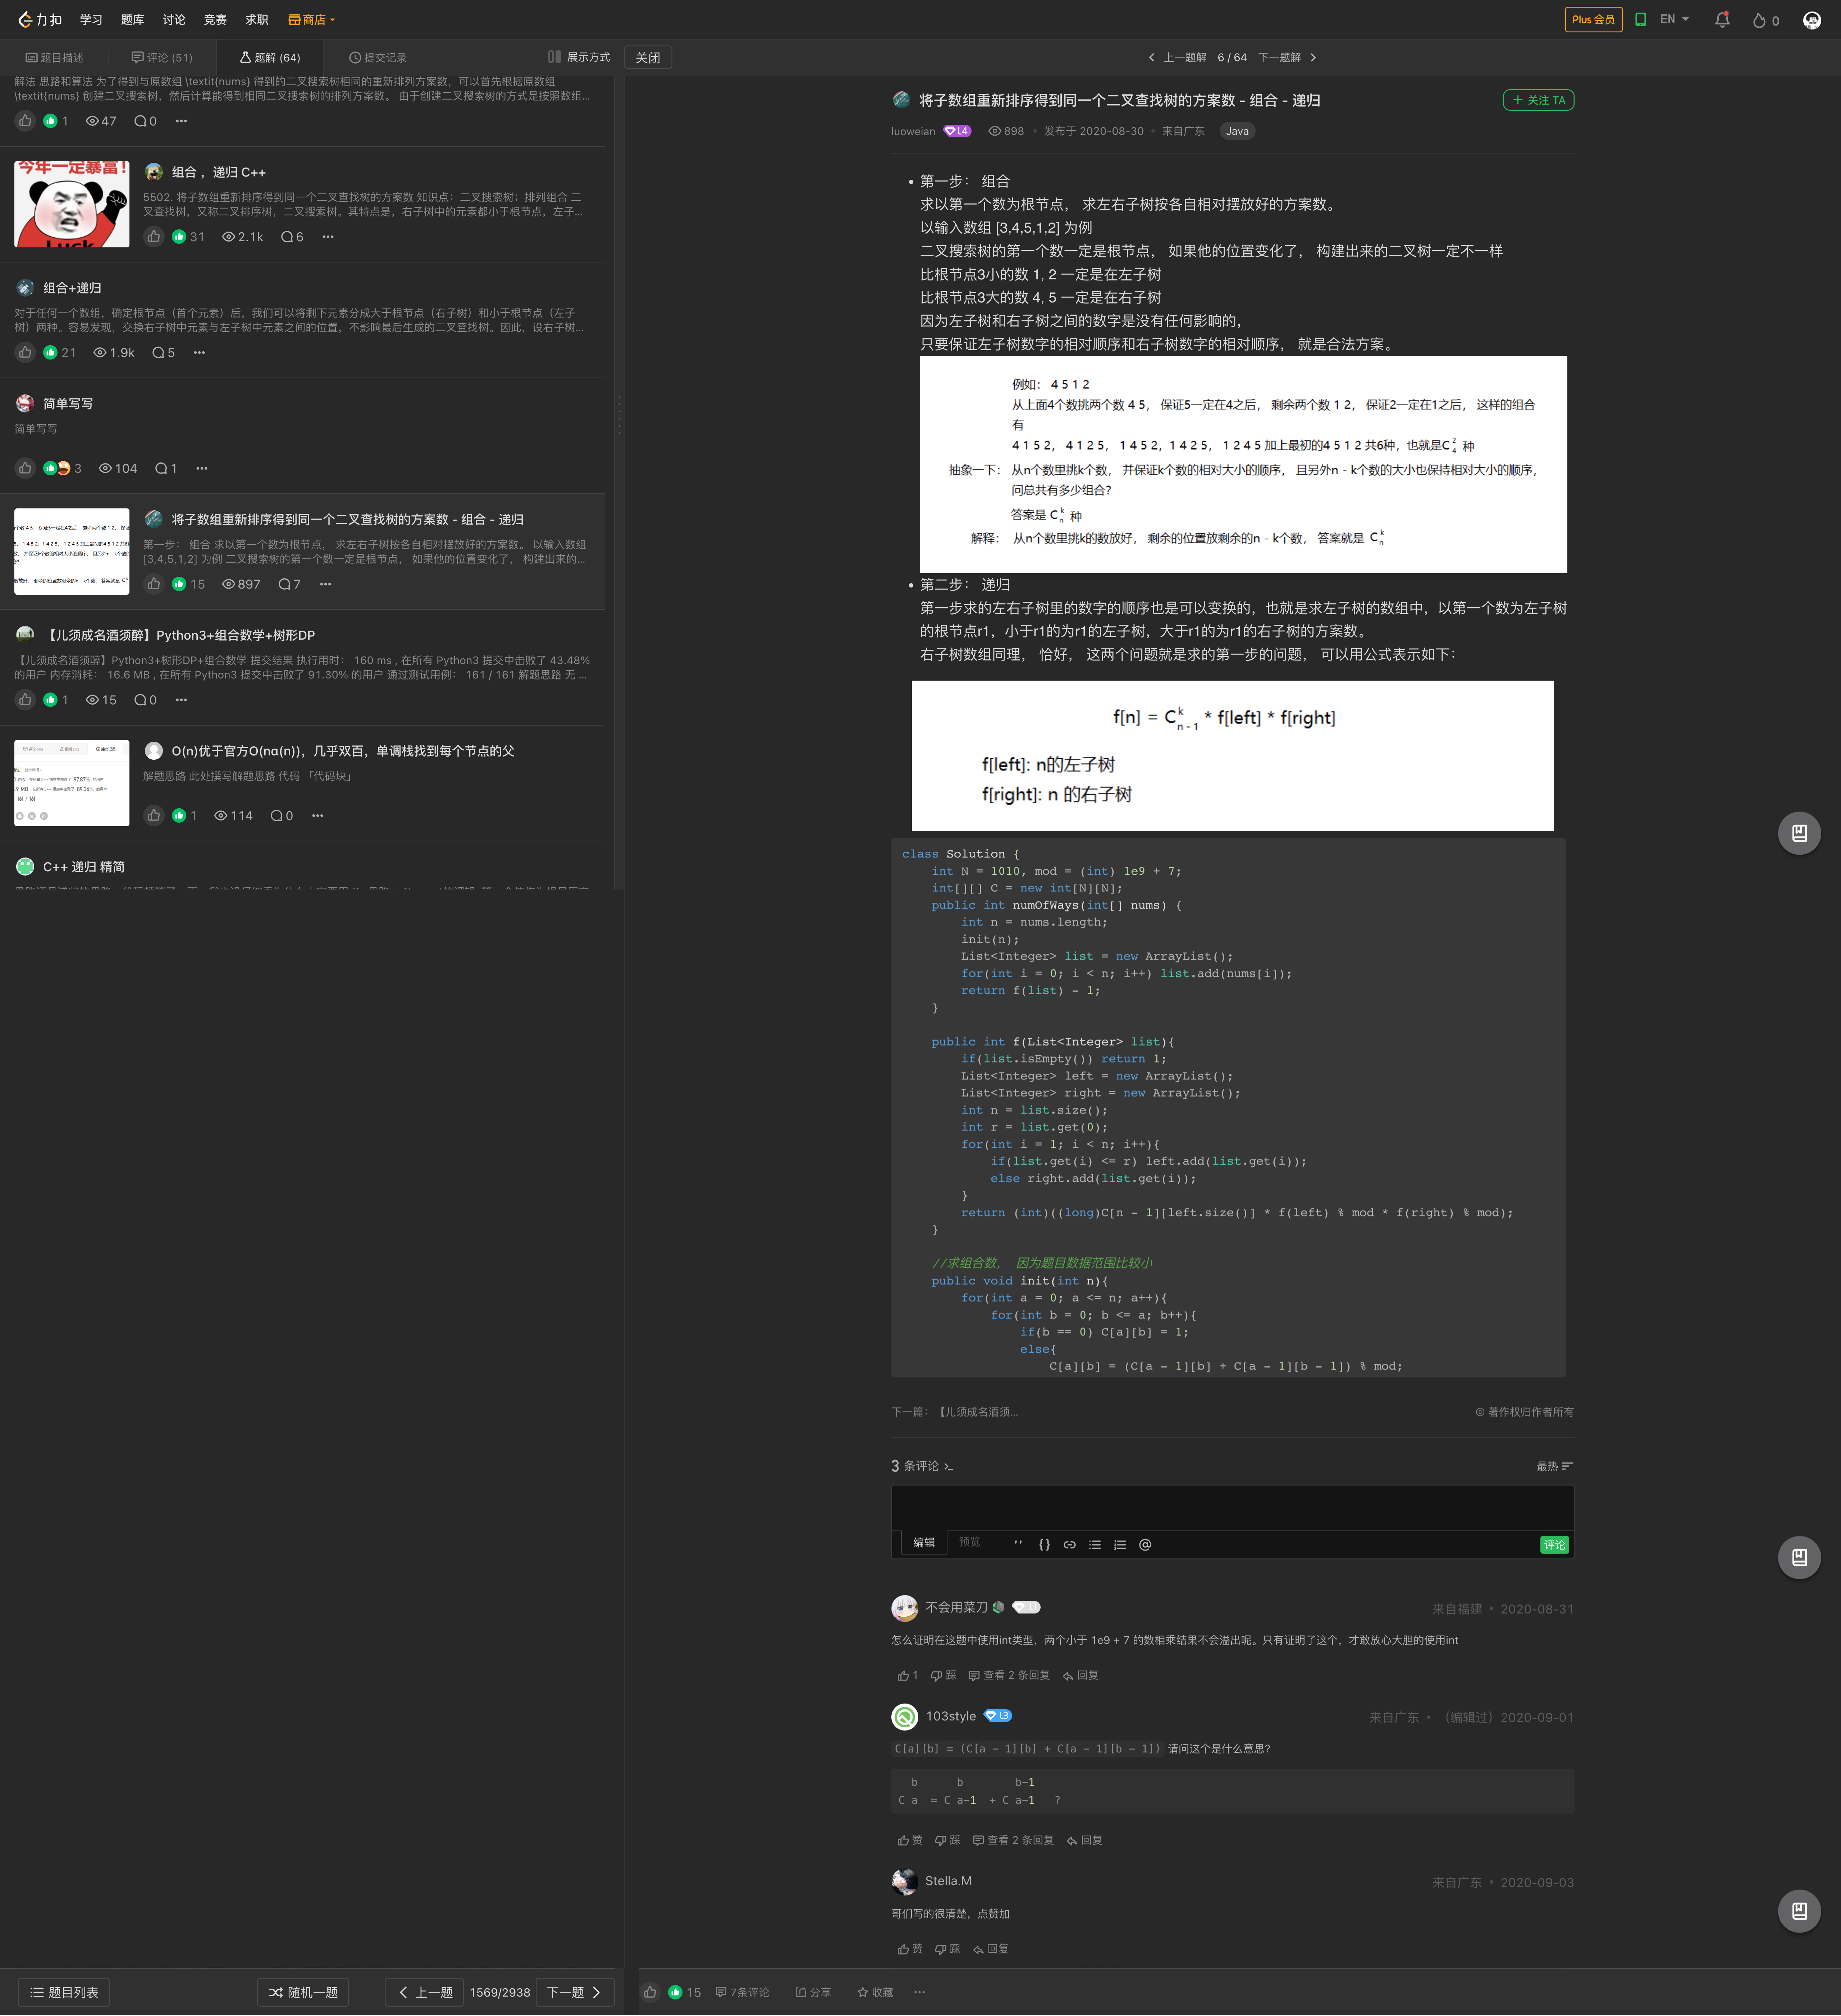 力扣 学习 题库 讨论 竞赛 求职 商店
Plus 会员 EN 0
题目描述 评论 (51) 题解 (64) 提交记录 展示方式 关闭
上一题解 6 / 64 下一题解
解法 思路和算法 为了得到与原数组 \textit{nums} 得到的二叉搜索树相同的重新排列方案数，可以首先根据原数组
\textit{nums} 创建二叉搜索树，然后计算能得到相同二叉搜索树的排列方案数。 由于创建二叉搜索树的方式是按照数组...
1 47 0
今年一定暴富！
Luck
组合 ，递归 C++
5502. 将子数组重新排序得到同一个二叉查找树的方案数 知识点：二叉搜索树；排列组合 二
叉查找树，又称二叉排序树，二叉搜索树。其特点是，右子树中的元素都小于根节点，左子...
31 2.1k 6
组合+递归
对于任何一个数组，确定根节点（首个元素）后，我们可以将剩下元素分成大于根节点（右子树）和小于根节点（左子
树）两种。容易发现，交换右子树中元素与左子树中元素之间的位置，不影响最后生成的二叉查找树。因此，设右子树...
21 1.9k 5
简单写写
简单写写
3 104 1
将子数组重新排序得到同一个二叉查找树的方案数 - 组合 - 递归
第一步： 组合 求以第一个数为根节点， 求左右子树按各自相对摆放好的方案数。 以输入数组
[3,4,5,1,2] 为例 二叉搜索树的第一个数一定是根节点， 如果他的位置变化了， 构建出来的...
15 897 7
【儿须成名酒须醉】Python3+组合数学+树形DP
【儿须成名酒须醉】Python3+树形DP+组合数学 提交结果 执行用时： 160 ms , 在所有 Python3 提交中击败了 43.48%
的用户 内存消耗： 16.6 MB , 在所有 Python3 提交中击败了 91.30% 的用户 通过测试用例： 161 / 161 解题思路 无 ...
1 15 0
O(n)优于官方O(nα(n))，几乎双百，单调栈找到每个节点的父
解题思路 此处撰写解题思路 代码 「代码块」
1 114 0
C++ 递归 精简
题目列表 随机一题 上一题 1569/2938 下一题
将子数组重新排序得到同一个二叉查找树的方案数 - 组合 - 递归
关注 TA
luoweian L4 898 发布于 2020-08-30 来自广东 Java
第一步： 组合
求以第一个数为根节点， 求左右子树按各自相对摆放好的方案数。
以输入数组 [3,4,5,1,2] 为例
二叉搜索树的第一个数一定是根节点， 如果他的位置变化了， 构建出来的二叉树一定不一样
比根节点3小的数 1, 2 一定是在左子树
比根节点3大的数 4, 5 一定是在右子树
因为左子树和右子树之间的数字是没有任何影响的，
只要保证左子树数字的相对顺序和右子树数字的相对顺序， 就是合法方案。
例如： 4 5 1 2
从上面4个数挑两个数 4 5， 保证5一定在4之后， 剩余两个数 1 2， 保证2一定在1之后， 这样的组合
有
4 1 5 2， 4 1 2 5， 1 4 5 2， 1 4 2 5， 1 2 4 5 加上最初的4 5 1 2 共6种，也就是C 2 4 种
抽象一下： 从n个数里挑k个数， 并保证k个数的相对大小的顺序， 且另外n - k个数的大小也保持相对大小的顺序，
问总共有多少组合？
答案是 C k n 种
解释： 从n个数里挑k的数放好， 剩余的位置放剩余的n - k个数， 答案就是 C k n
第二步： 递归
第一步求的左右子树里的数字的顺序也是可以变换的，也就是求左子树的数组中，以第一个数为左子树
的根节点r1，小于r1的为r1的左子树，大于r1的为r1的右子树的方案数。
右子树数组同理， 恰好， 这两个问题就是求的第一步的问题， 可以用公式表示如下：
f[n] = C k n - 1 * f[left] * f[right]
f[left]: n的左子树
f[right]: n 的右子树
class Solution {
int N = 1010, mod = (int) 1e9 + 7;
int[][] C = new int[N][N];
public int numOfWays(int[] nums) {
int n = nums.length;
init(n);
List<Integer> list = new ArrayList();
for(int i = 0; i < n; i++) list.add(nums[i]);
return f(list) - 1;
}
public int f(List<Integer> list){
if(list.isEmpty()) return 1;
List<Integer> left = new ArrayList();
List<Integer> right = new ArrayList();
int n = list.size();
int r = list.get(0);
for(int i = 1; i < n; i++){
if(list.get(i) <= r) left.add(list.get(i));
else right.add(list.get(i));
}
return (int)((long)C[n - 1][left.size()] * f(left) % mod * f(right) % mod);
}
//求组合数， 因为题目数据范围比较小
public void init(int n){
for(int a = 0; a <= n; a++){
for(int b = 0; b <= a; b++){
if(b == 0) C[a][b] = 1;
else{
C[a][b] = (C[a - 1][b] + C[a - 1][b - 1]) % mod;
下一篇：【儿须成名酒须... © 著作权归作者所有
3 条评论 最热
编辑 预览 评论
不会用菜刀 来自福建 2020-08-31
怎么证明在这题中使用int类型，两个小于 1e9 + 7 的数相乘结果不会溢出呢。只有证明了这个，才敢放心大胆的使用int
1 踩 查看 2 条回复 回复
103style L3 来自广东 （编辑过） 2020-09-01
C[a][b] = (C[a - 1][b] + C[a - 1][b - 1]) 请问这个是什么意思？
b b b-1
C a = C a-1 + C a-1 ?
赞 踩 查看 2 条回复 回复
Stella.M 来自广东 2020-09-03
哥们写的很清楚，点赞加
赞 踩 回复
15 7条评论 分享 收藏